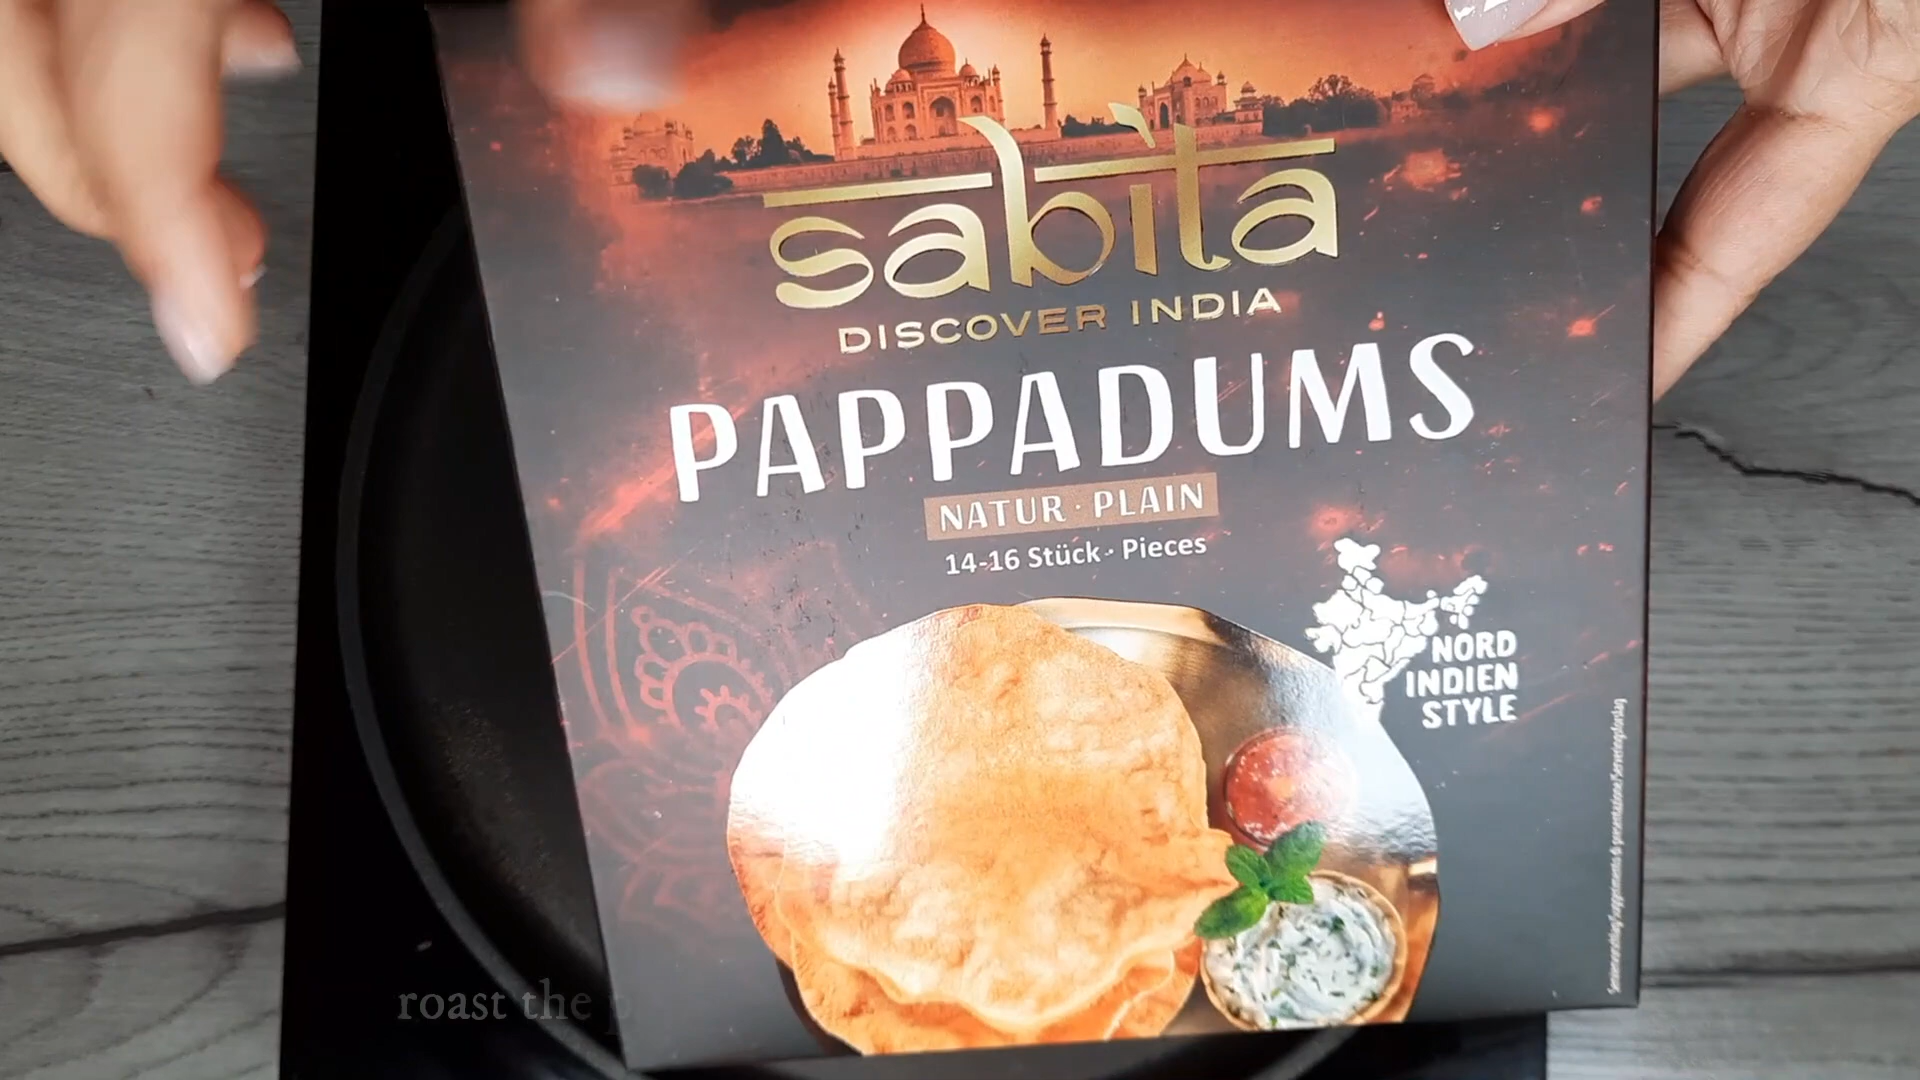 sabita
DISCOVER INDIA
PAPPADUMS
NATUR · PLAIN
14-16 Stück · Pieces
NORD
INDIEN
STYLE
roast the